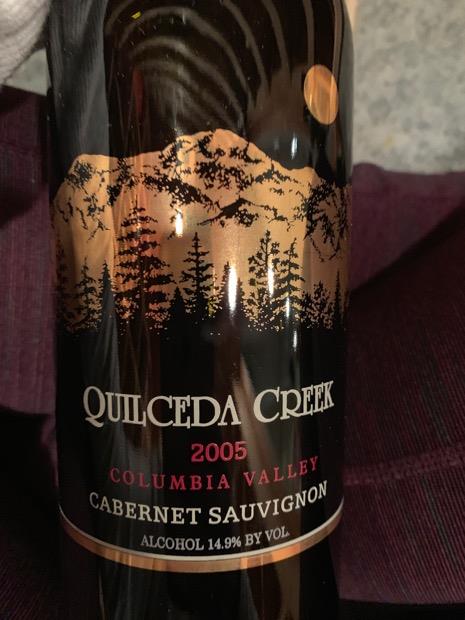 QUILCEDA CREEK
2005
COLUMBIA VALLEY
CABERNET SAUVIGNON
ALCOHOL 14.9% BY VOL.